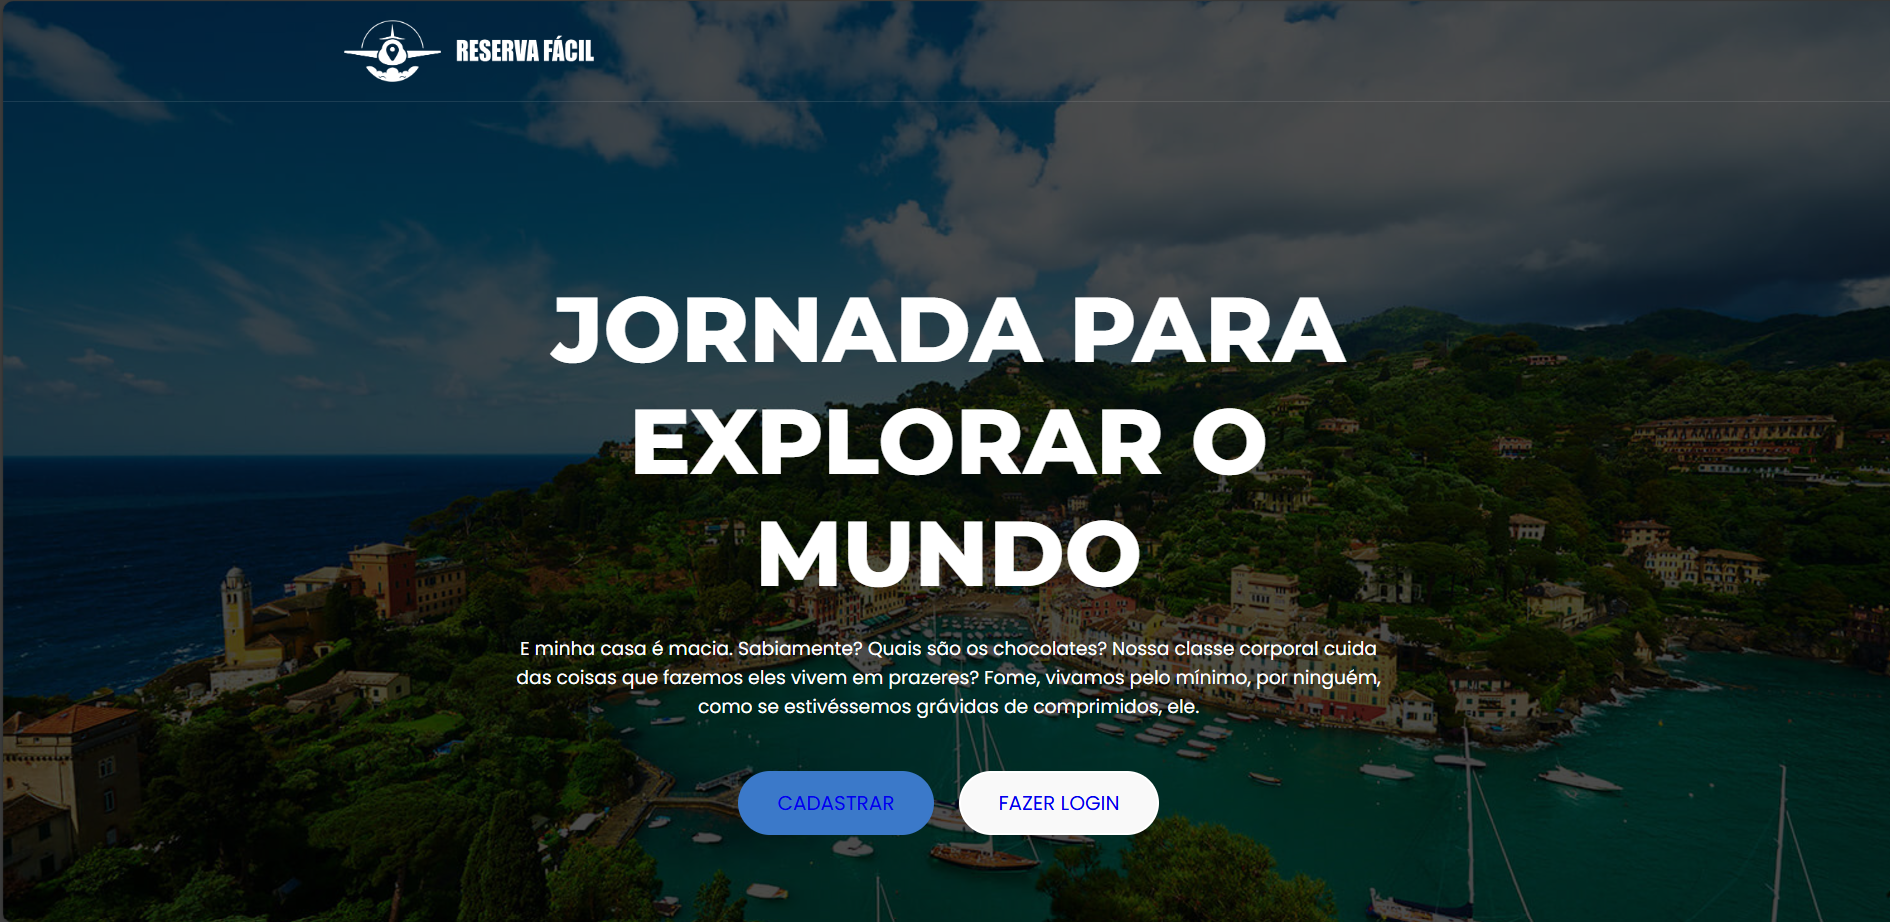 RESERVA FÁCIL
JORNADA PARA
EXPLORAR O
MUNDO
E minha casa é macia. Sabiamente? Quais são os chocolates? Nossa classe corporal cuida
das coisas que fazemos eles vivem em prazeres? Fome, vivamos pelo mínimo, por ninguém,
como se estivéssemos grávidas de comprimidos, ele.
CADASTRAR
FAZER LOGIN